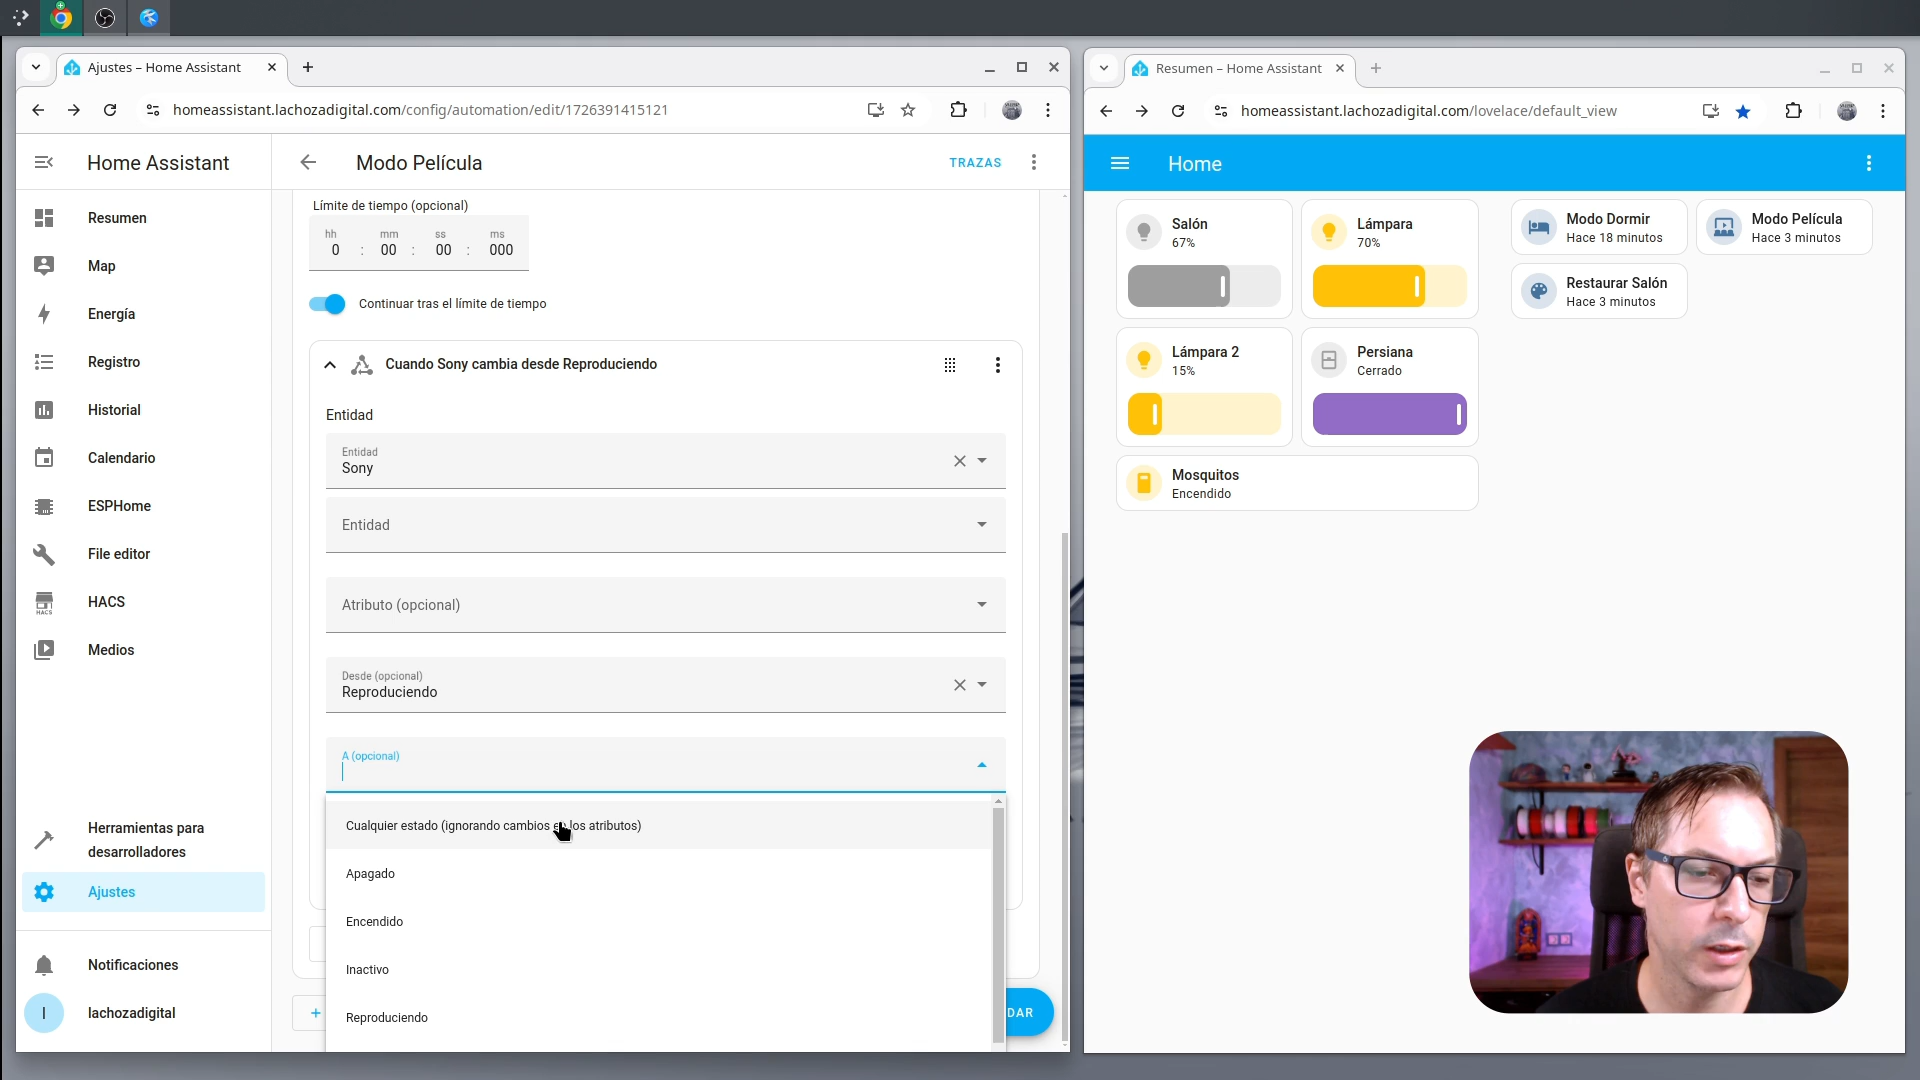 Ajustes – Home Assistant
homeassistant.lachozadigital.com/config/automation/edit/1726391415121
Home Assistant
Resumen
Map
Energía
Registro
Historial
Calendario
ESPHome
File editor
HACS
HACS
Medios
Herramientas para
desarrolladores
Ajustes
Notificaciones
l
lachozadigital
Modo Película
TRAZAS
Límite de tiempo (opcional)
hh mm ss ms
0 : 00 : 00 : 000
Continuar tras el límite de tiempo
Cuando Sony cambia desde Reproduciendo
Entidad
Entidad
Sony
Entidad
Atributo (opcional)
Desde (opcional)
Reproduciendo
A (opcional)
Cualquier estado (ignorando cambios los atributos)
Apagado
Encendido
Inactivo
Reproduciendo
DAR
Resumen – Home Assistant
homeassistant.lachozadigital.com/lovelace/default_view
Home
Salón
67%
Lámpara
70%
Lámpara 2
15%
Persiana
Cerrado
Mosquitos
Encendido
Modo Dormir
Hace 18 minutos
Modo Película
Hace 3 minutos
Restaurar Salón
Hace 3 minutos